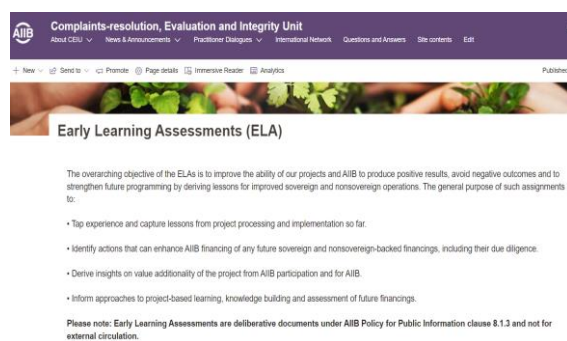 AIIB
Complaints-resolution, Evaluation and Integrity Unit
About CEIU News & Announcements Practitioner Dialogues International Network Questions and Answers Site contents Edit
+ New Send to Promote Page details Immersive Reader Analytics Published
Early Learning Assessments (ELA)
The overarching objective of the ELAs is to improve the ability of our projects and AIIB to produce positive results, avoid negative outcomes and to
strengthen future programming by deriving lessons for improved sovereign and nonsovereign operations. The general purpose of such assignments
to:
• Tap experience and capture lessons from project processing and implementation so far.
• Identify actions that can enhance AIIB financing of any future sovereign and nonsovereign-backed financings, including their due diligence.
• Derive insights on value additionality of the project from AIIB participation and for AIIB.
• Inform approaches to project-based learning, knowledge building and assessment of future financings.
Please note: Early Learning Assessments are deliberative documents under AIIB Policy for Public Information clause 8.1.3 and not for
external circulation.